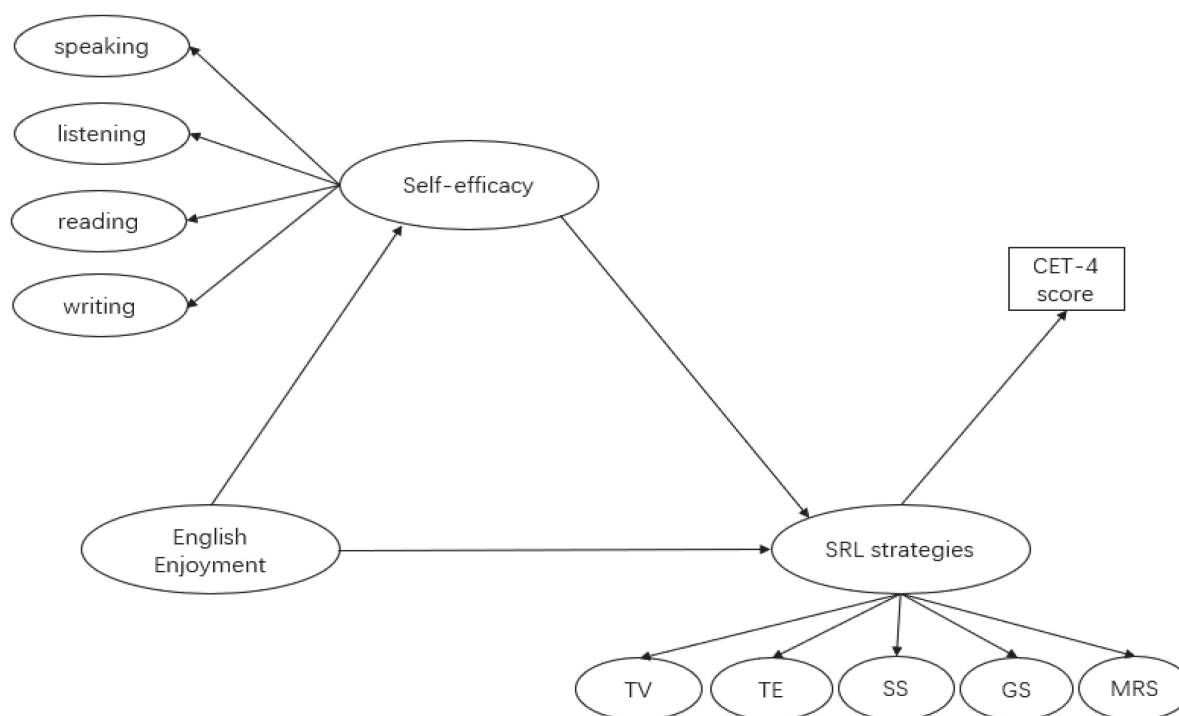 speaking
listening
Self-efficacy
reading
writing
CET-4
score
English
Enjoyment
SRL strategies
TV
TE
SS
GS
MRS